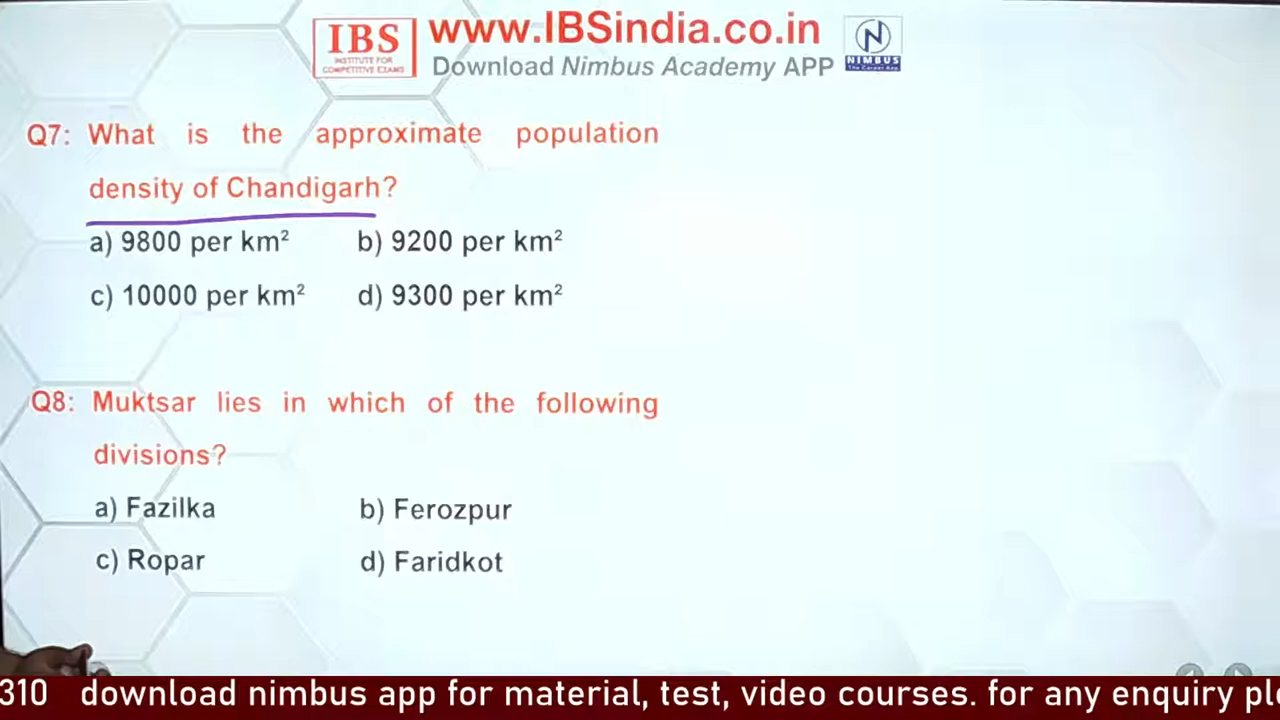 IBS
INSTITUTE FOR
COMPETITIVE EXAMS
www.IBSindia.co.in
Download Nimbus Academy APP
N
NIMBUS
The Career App
Q7: What is the approximate population
density of Chandigarh?
a) 9800 per km² b) 9200 per km²
c) 10000 per km² d) 9300 per km²
Q8: Muktsar lies in which of the following
divisions?
a) Fazilka b) Ferozpur
c) Ropar d) Faridkot
310 download nimbus app for material, test, video courses. for any enquiry ple